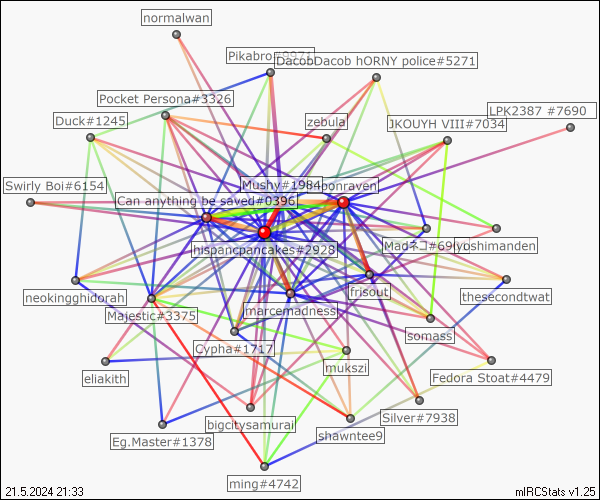 normalwan
Pikabro#9971
DacobDacob hORNY police#5271
Pocket Persona#3326
LPK2387 #7690
Duck#1245
zebula
JKOUYH VIII#7034
Swirly Boi#6154
Mushy#1984
bonraven
Can anything be saved#0396
hispancpancakes#2928
Madネコ#69
lyoshimanden
neokingghidorah
Majestic#3375
marcemadness
frisout
thesecondtwat
somass
Cypha#1717
mukszi
eliakith
Fedora Stoat#4479
bigcitysamurai
Silver#7938
Eg.Master#1378
shawntee9
ming#4742
21.5.2024 21:33
mIRCStats v1.25